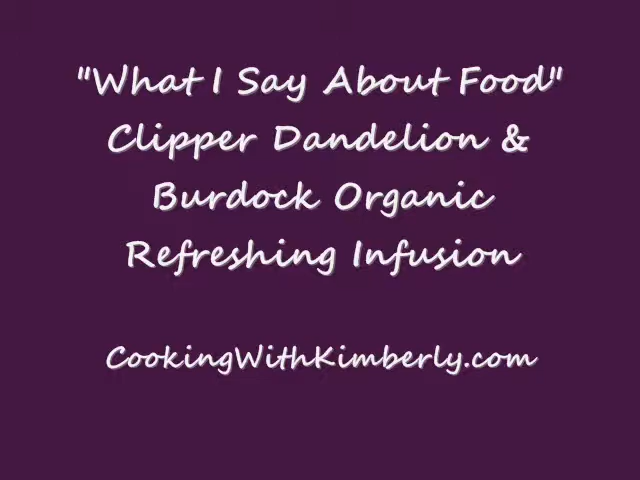 "What I Say About Food"
Clipper Dandelion &
Burdock Organic
Refreshing Infusion
CookingWithKimberly.com